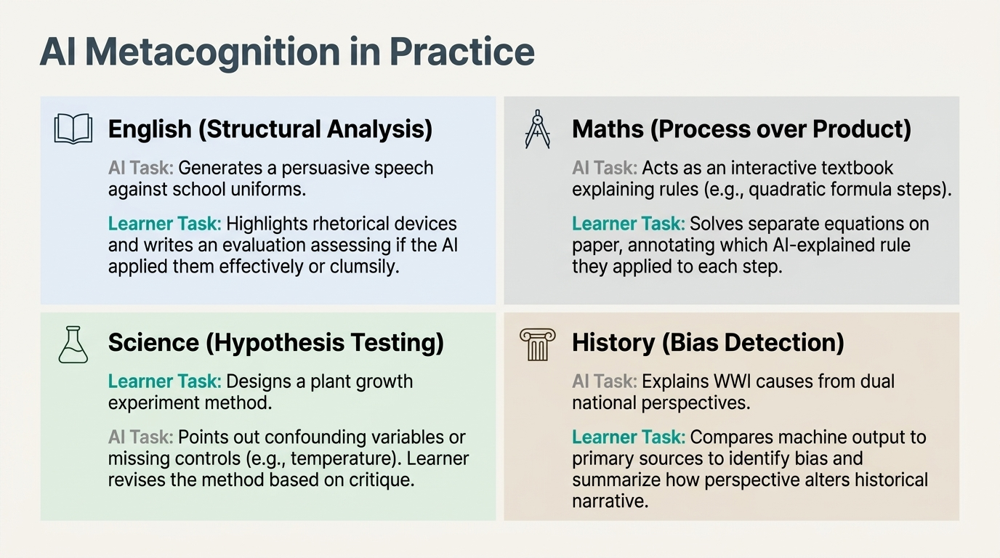 AI Metacognition in Practice
English (Structural Analysis)
AI Task: Generates a persuasive speech
against school uniforms.
Learner Task: Highlights rhetorical devices
and writes an evaluation assessing if the AI
applied them effectively or clumsily.
Maths (Process over Product)
AI Task: Acts as an interactive textbook
explaining rules (e.g., quadratic formula steps).
Learner Task: Solves separate equations on
paper, annotating which AI-explained rule
they applied to each step.
Science (Hypothesis Testing)
Learner Task: Designs a plant growth
experiment method.
AI Task: Points out confounding variables or
missing controls (e.g., temperature). Learner
revises the method based on critique.
History (Bias Detection)
AI Task: Explains WWI causes from dual
national perspectives.
Learner Task: Compares machine output to
primary sources to identify bias and
summarize how perspective alters historical
narrative.